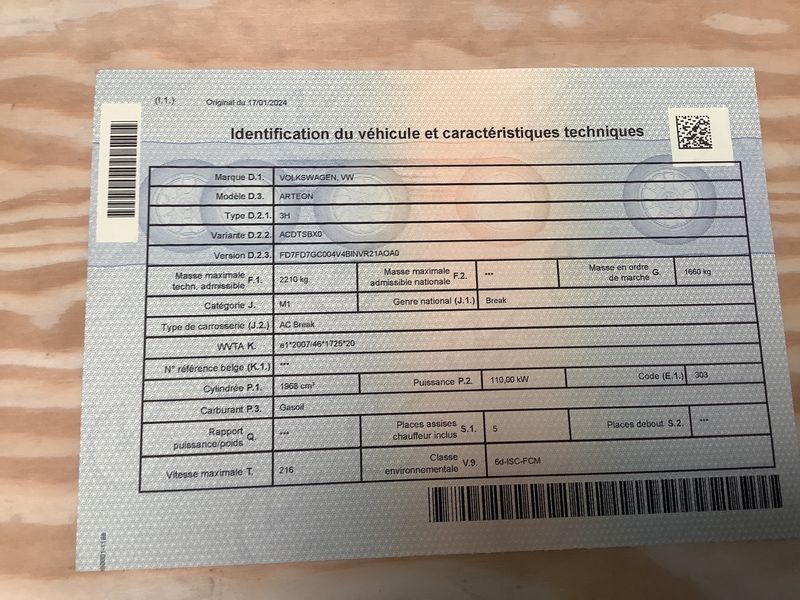 (I.1.) Original du 17/01/2024
Identification du véhicule et caractéristiques techniques
Marque D.1. VOLKSWAGEN, VW
Modèle D.3. ARTEON
Type D.2.1. 3H
Variante D.2.2. ACDTSBX0
Version D.2.3. FD7FD7GC004V4BINVR21AOA0
Masse maximale techn. admissible F.1. 2210 kg Masse maximale admissible nationale F.2. *** Masse en ordre de marche G. 1660 kg
Catégorie J. M1 Genre national (J.1.) Break
Type de carrosserie (J.2.) AC Break
WVTA K. e1*2007/46*1725*20
N° référence belge (K.1.) ***
Cylindrée P.1. 1968 cm³ Puissance P.2. 110,00 kW Code (E.1.) 303
Carburant P.3. Gasoil
Rapport puissance/poids Q. *** Places assises chauffeur inclus S.1. 5 Places debout S.2. ***
Vitesse maximale T. 216 Classe environnementale V.9. 6d-ISC-FCM